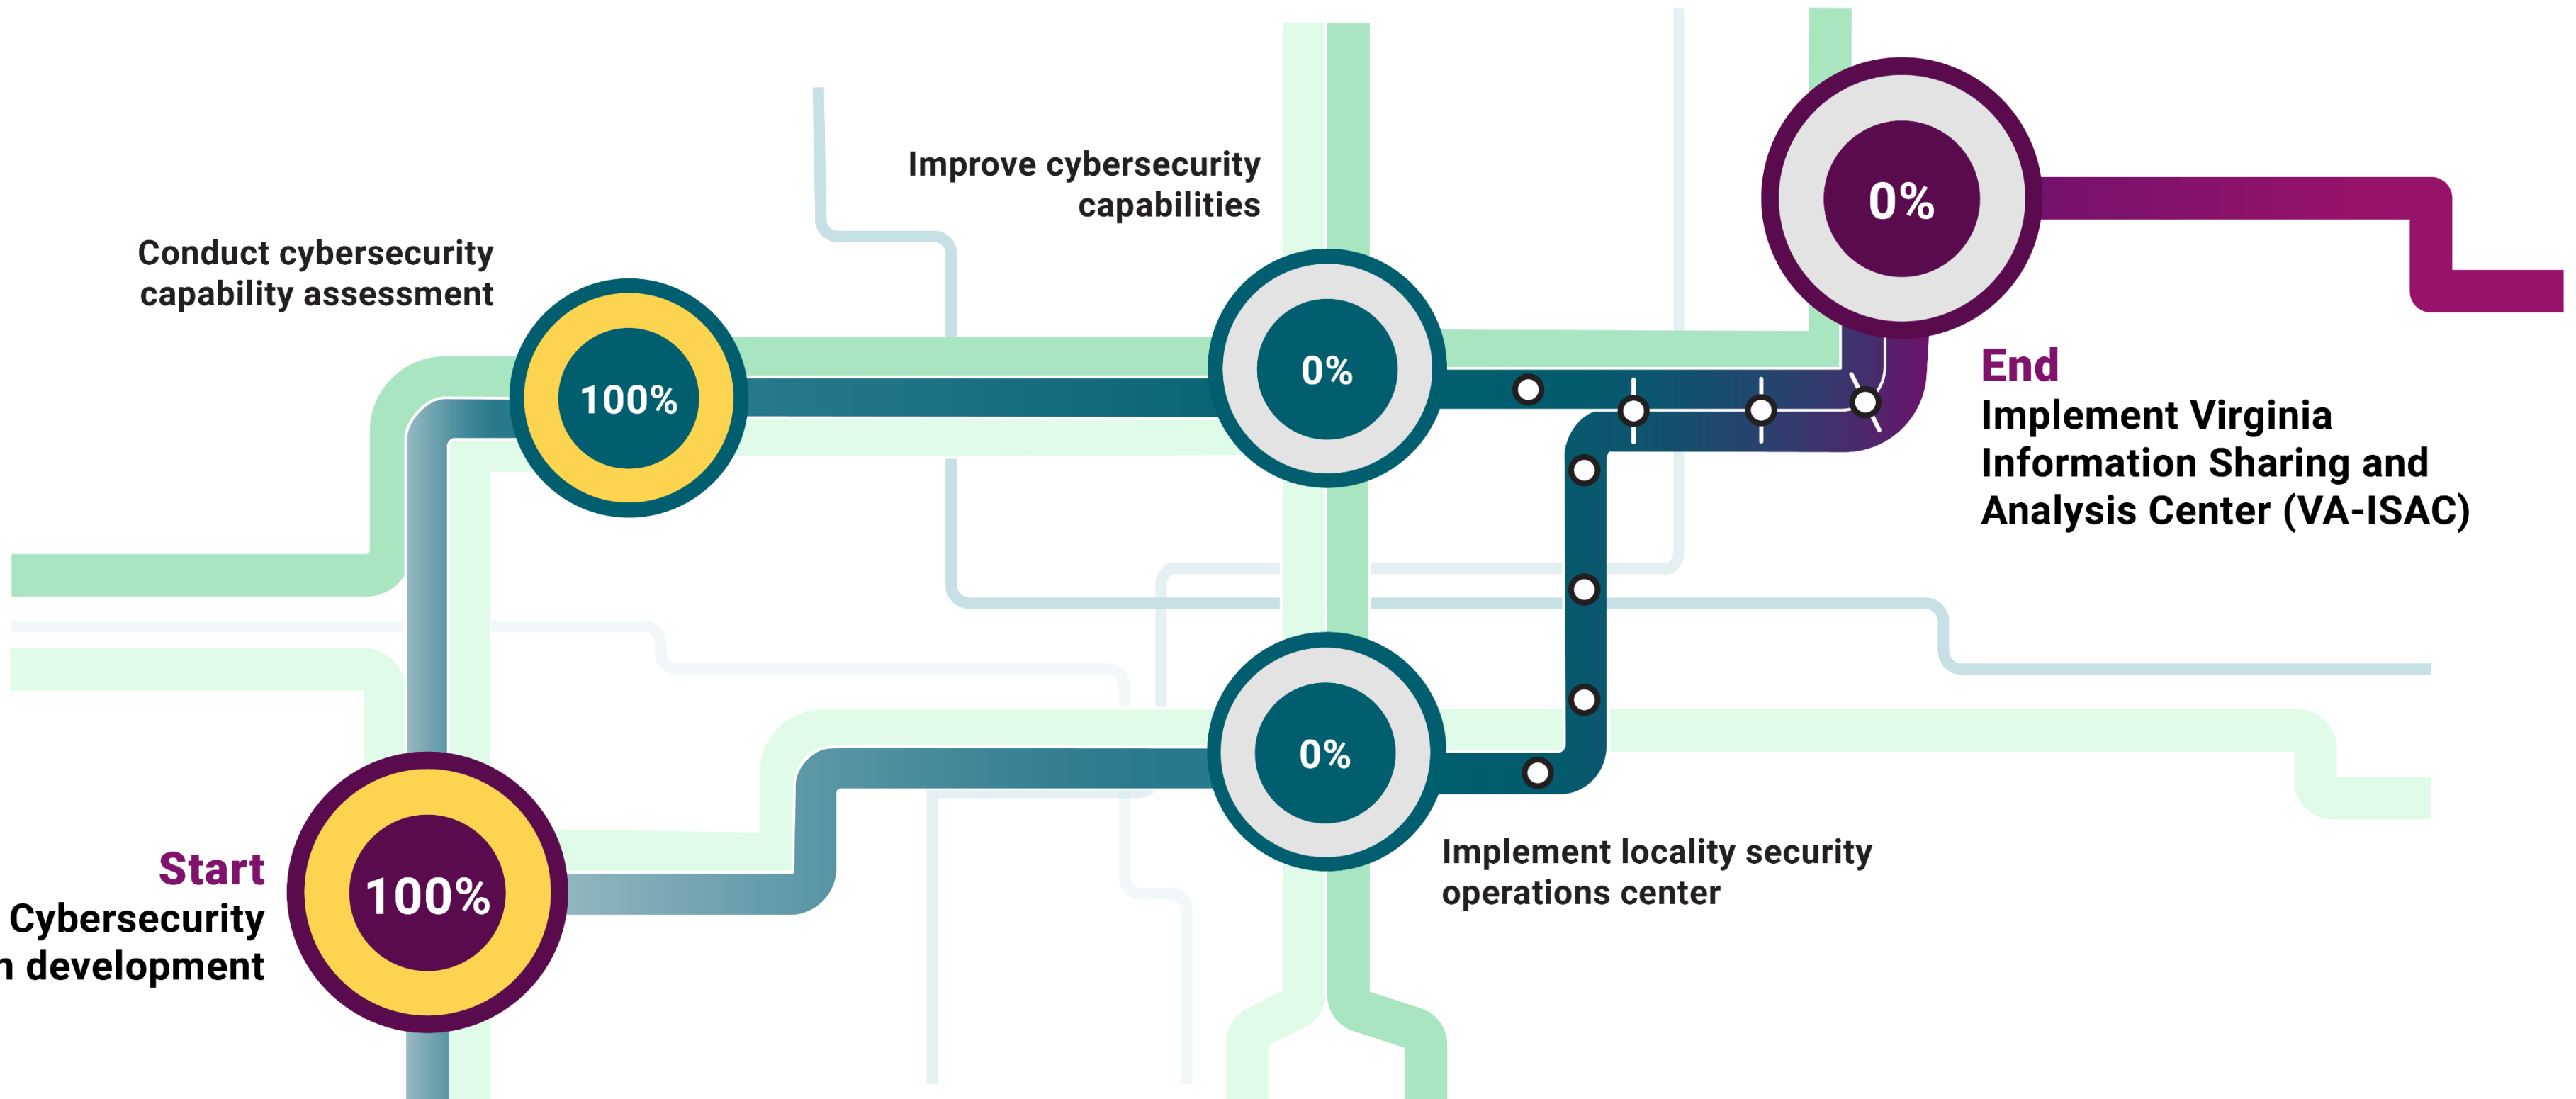 Improve cybersecurity
capabilities
0%
Conduct cybersecurity
capability assessment
100%
0%
End
Implement Virginia
Information Sharing and
Analysis Center (VA-ISAC)
0%
Implement locality security
operations center
Start
Cybersecurity
development
100%